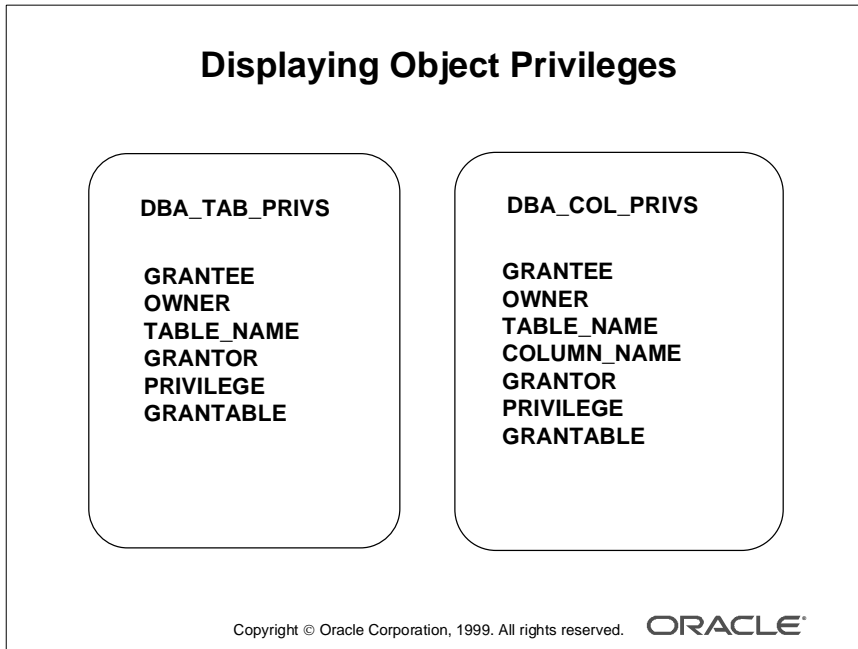 Displaying Object Privileges
DBA_TAB_PRIVS
GRANTEE
OWNER
TABLE_NAME
GRANTOR
PRIVILEGE
GRANTABLE
DBA_COL_PRIVS
GRANTEE
OWNER
TABLE_NAME
COLUMN_NAME
GRANTOR
PRIVILEGE
GRANTABLE
Copyright © Oracle Corporation, 1999. All rights reserved. ORACLE®